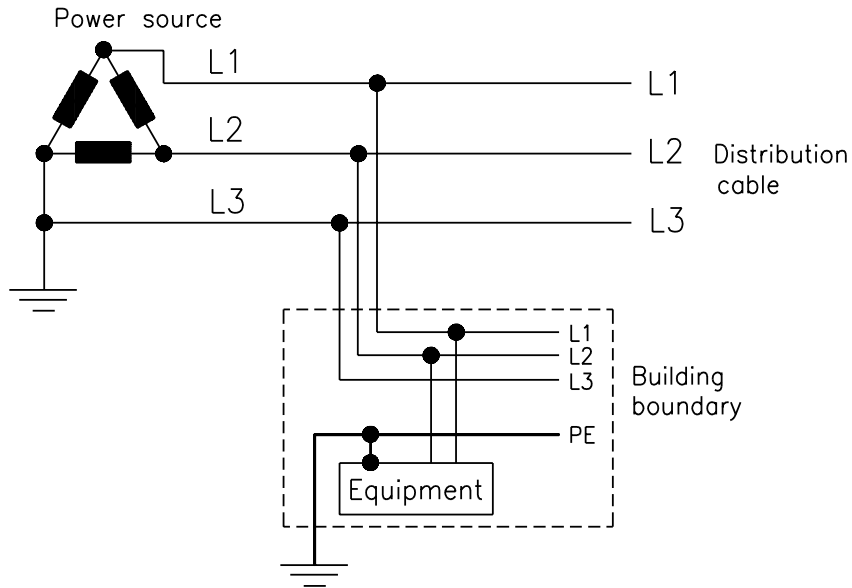 Power source
L1
L1
L2
L2
Distribution
cable
L3
L3
L1
L2
L3
Building
boundary
PE
Equipment